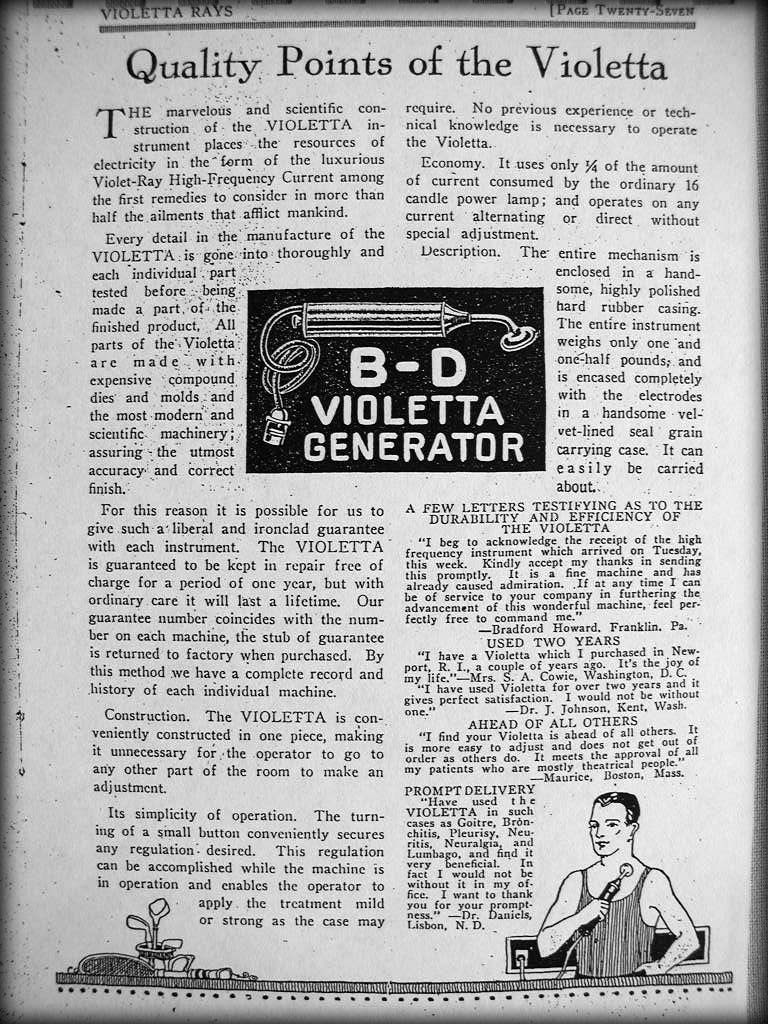 VIOLETTA RAYS
[PAGE TWENTY-SEVEN
Quality Points of the Violetta
THE marvelous and scientific con-
struction of the VIOLETTA in-
strument places the resources of
electricity in the form of the luxurious
Violet-Ray High-Frequency Current among
the first remedies to consider in more than
half the ailments that afflict mankind.
Every detail in the manufacture of the
VIOLETTA is gone into thoroughly and
each individual part
tested before being
made a part of the
finished product, All
parts of the Violetta
are made with
expensive compound
dies and molds and
the most modern and
scientific machinery;
assuring the utmost
accuracy and correct
finish.
For this reason it is possible for us to
give such a liberal and ironclad guarantee
with each instrument. The VIOLETTA
is guaranteed to be kept in repair free of
charge for a period of one year, but with
ordinary care it will last a lifetime. Our
guarantee number coincides with the num-
ber on each machine, the stub of guarantee
is returned to factory when purchased. By
this method we have a complete record and
history of each individual machine.
Construction. The VIOLETTA is con-
veniently constructed in one piece, making
it unnecessary for the operator to go to
any other part of the room to make an
adjustment.
Its simplicity of operation. The turn-
ing of a small button conveniently secures
any regulation desired. This regulation
can be accomplished while the machine is
in operation and enables the operator to
apply the treatment mild
or strong as the case may
require. No previous experience or tech-
nical knowledge is necessary to operate
the Violetta.
Economy. It uses only ¼ of the amount
of current consumed by the ordinary 16
candle power lamp; and operates on any
current alternating or direct without
special adjustment.
Description. The entire mechanism is
enclosed in a hand-
some, highly polished
hard rubber casing.
The entire instrument
weighs only one and
one-half pounds, and
is encased completely
with the electrodes
in a handsome vel-
vet-lined seal grain
carrying case. It can
easily be carried
about.
B-D
VIOLETTA
GENERATOR
A FEW LETTERS TESTIFYING AS TO THE
DURABILITY AND EFFICIENCY OF
THE VIOLETTA
"I beg to acknowledge the receipt of the high
frequency instrument which arrived on Tuesday,
this week. Kindly accept my thanks in sending
this promptly. It is a fine machine and has
already caused admiration. If at any time I can
be of service to your company in furthering the
advancement of this wonderful machine, feel per-
fectly free to command me."
—Bradford Howard, Franklin, Pa.
USED TWO YEARS
"I have a Violetta which I purchased in New-
port, R. I., a couple of years ago. It's the joy of
my life."—Mrs. S. A. Cowie, Washington, D. C.
"I have used Violetta for over two years and it
gives perfect satisfaction. I would not be without
one." —Dr. J. Johnson, Kent, Wash.
AHEAD OF ALL OTHERS
"I find your Violetta is ahead of all others. It
is more easy to adjust and does not get out of
order as others do. It meets the approval of all
my patients who are mostly theatrical people."
—Maurice, Boston, Mass.
PROMPT DELIVERY
"Have used the
VIOLETTA in such
cases as Goitre, Bron-
chitis, Pleurisy, Neu-
ritis, Neuralgia, and
Lumbago, and find it
very beneficial. In
fact I would not be
without it in my of-
fice. I want to thank
you for your prompt-
ness." —Dr. Daniels,
Lisbon, N. D.